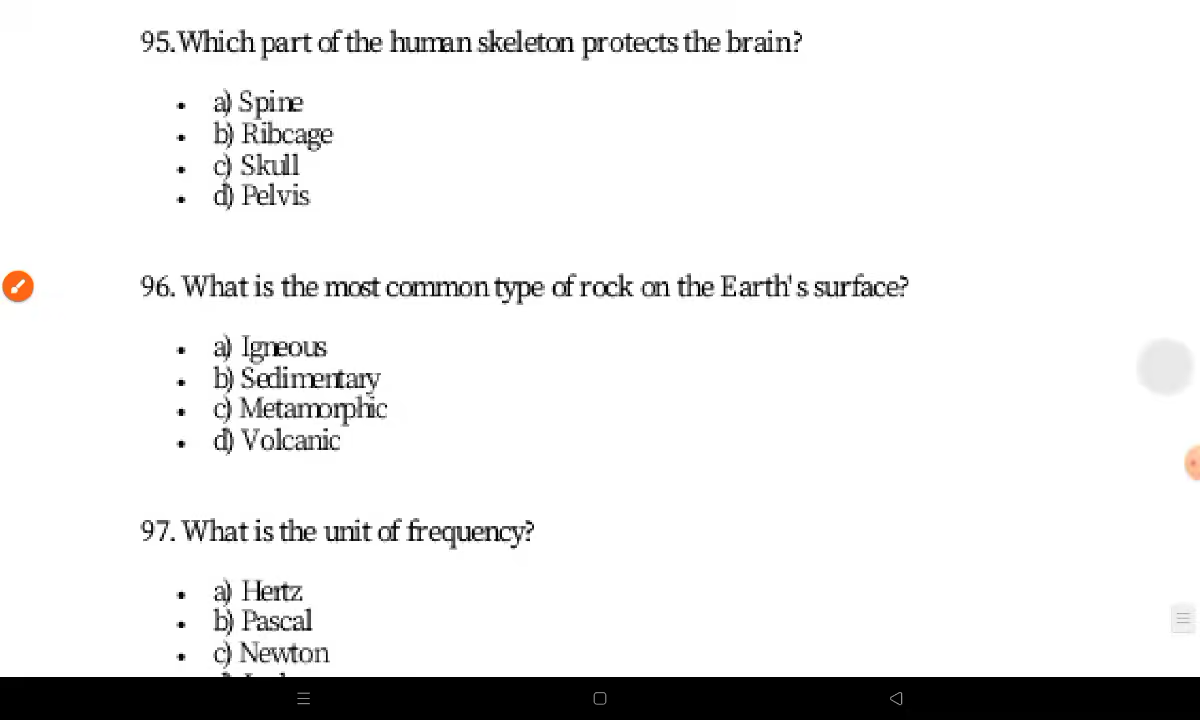 95.Which part of the human skeleton protects the brain?
• a) Spine
• b) Ribcage
• c) Skull
• d) Pelvis
96. What is the most common type of rock on the Earth's surface?
• a) Igneous
• b) Sedimentary
• c) Metamorphic
• d) Volcanic
97. What is the unit of frequency?
• a) Hertz
• b) Pascal
• c) Newton